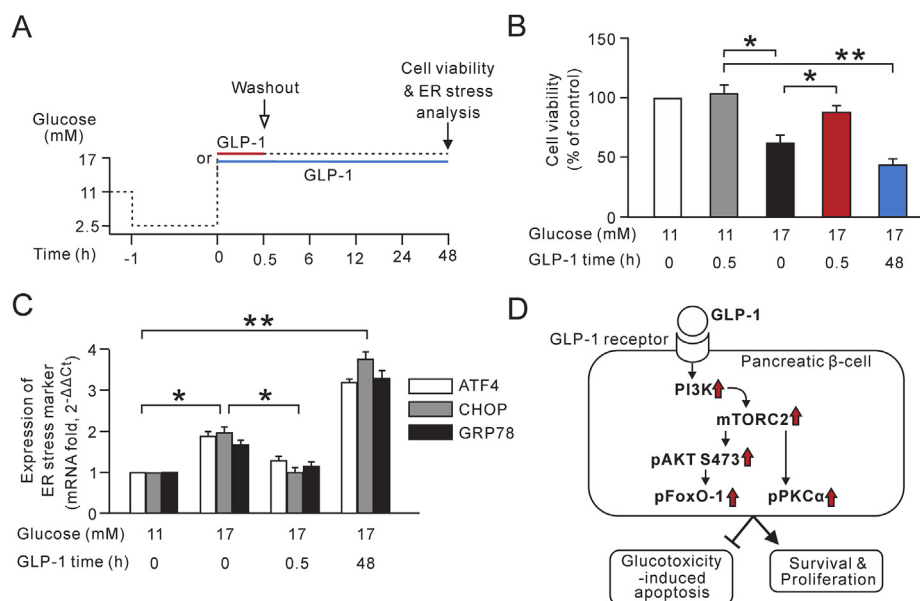 A
Cell viability
& ER stress
analysis
Washout
Glucose
(mM)
GLP-1
or
17
GLP-1
11
2.5
Time (h) -1 0 0.5 6 12 24 48
B
150
100
50
0
Cell viability
(% of control)
* ** *
Glucose (mM) 11 11 17 17 17
GLP-1 time (h) 0 0.5 0 0.5 48
C
4
3
2
1
0
Expression of
ER stress marker
(mRNA fold, 2-ΔΔCt)
**
* *
ATF4
CHOP
GRP78
Glucose (mM) 11 17 17 17
GLP-1 time (h) 0 0 0.5 48
D
GLP-1
GLP-1 receptor
Pancreatic β-cell
PI3K
mTORC2
pAKT S473
pFoxO-1 pPKCα
Glucotoxicity
-induced
apoptosis
Survival &
Proliferation